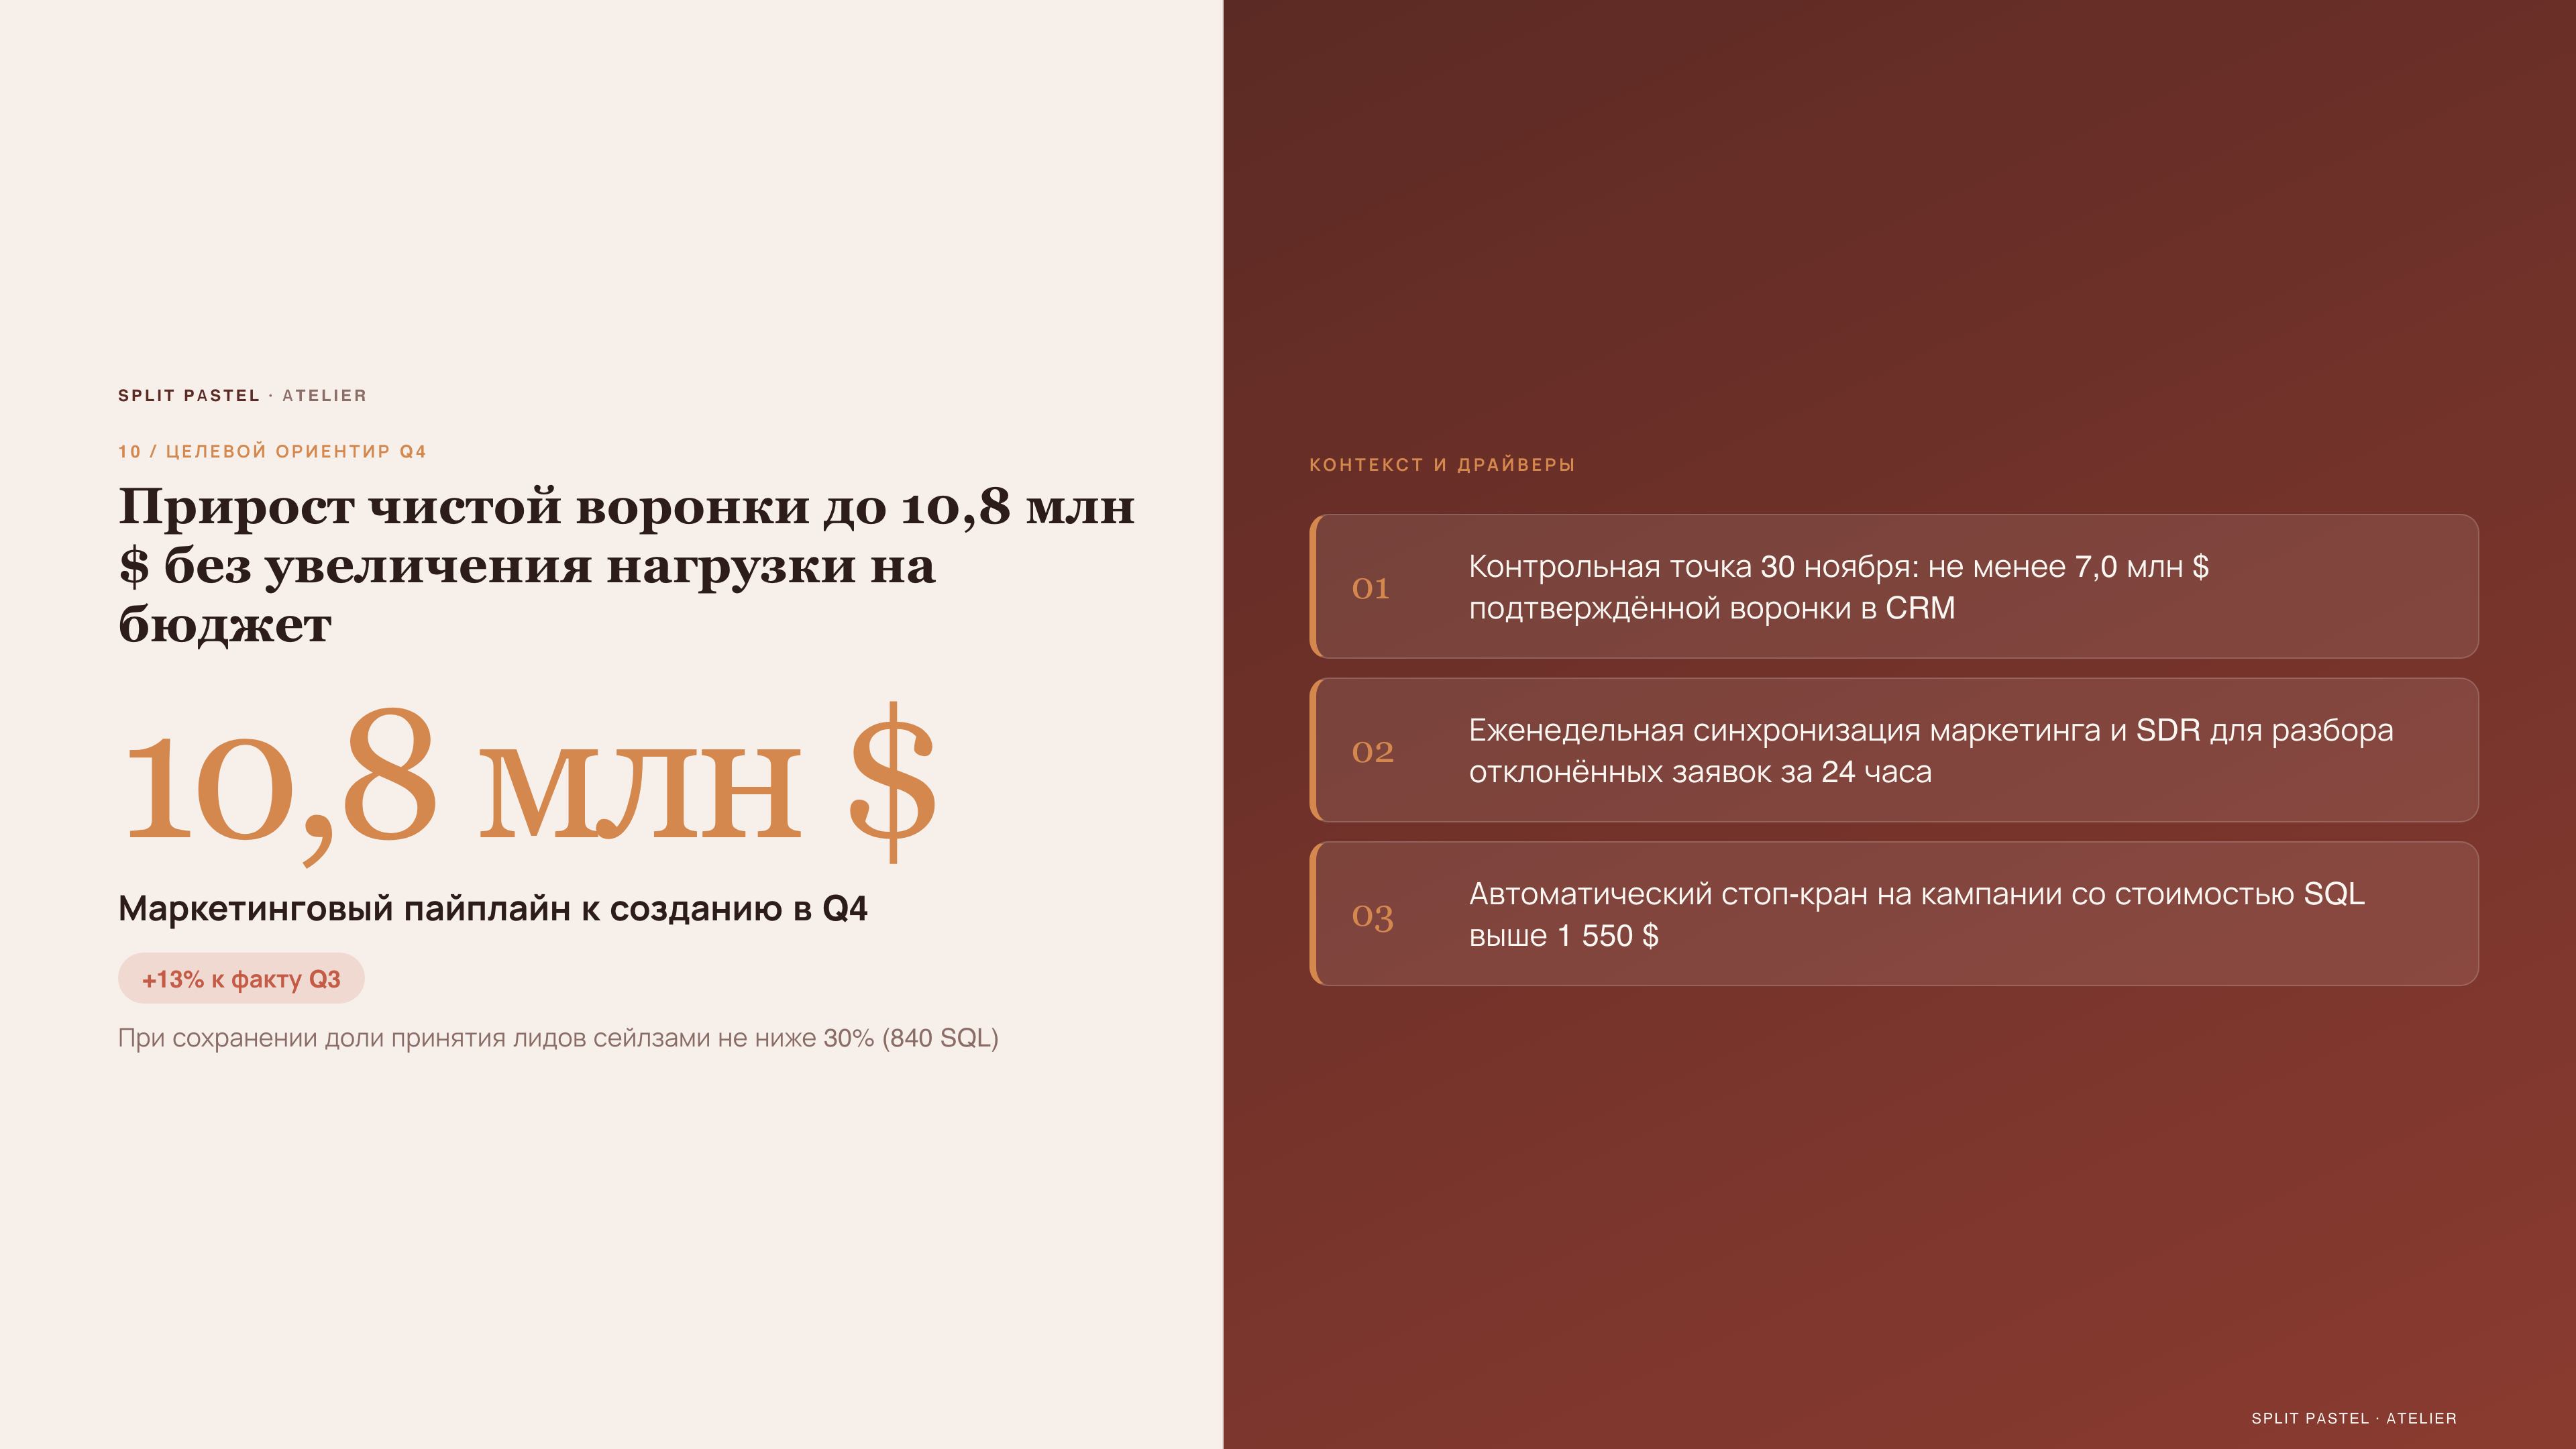 SPLIT PASTEL · ATELIER
10 / ЦЕЛЕВОЙ ОРИЕНТИР Q4
Прирост чистой воронки до 10,8 млн
$ без увеличения нагрузки на
бюджет
10,8 млн $
Маркетинговый пайплайн к созданию в Q4
+13% к факту Q3
При сохранении доли принятия лидов сейлзами не ниже 30% (840 SQL)
КОНТЕКСТ И ДРАЙВЕРЫ
01
Контрольная точка 30 ноября: не менее 7,0 млн $
подтверждённой воронки в CRM
02
Еженедельная синхронизация маркетинга и SDR для разбора
отклонённых заявок за 24 часа
03
Автоматический стоп-кран на кампании со стоимостью SQL
выше 1 550 $
SPLIT PASTEL · ATELIER